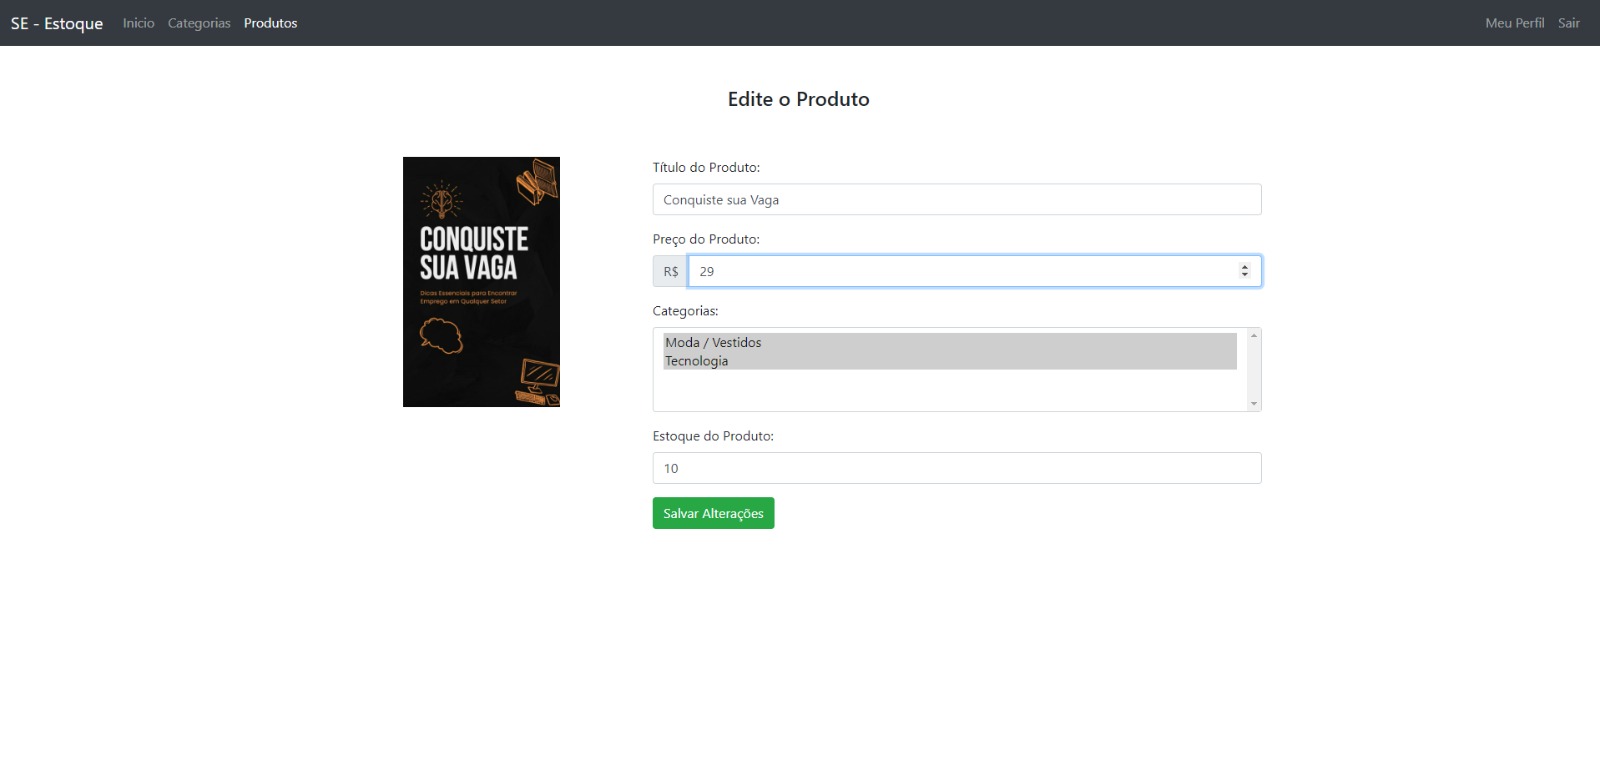 SE - Estoque Inicio Categorias Produtos Meu Perfil Sair
Edite o Produto
CONQUISTE
SUA VAGA
Dicas Essenciais para Encontrar
Emprego em Qualquer Setor
Título do Produto:
Conquiste sua Vaga
Preço do Produto:
R$ 29
Categorias:
Moda / Vestidos
Tecnologia
Estoque do Produto:
10
Salvar Alterações